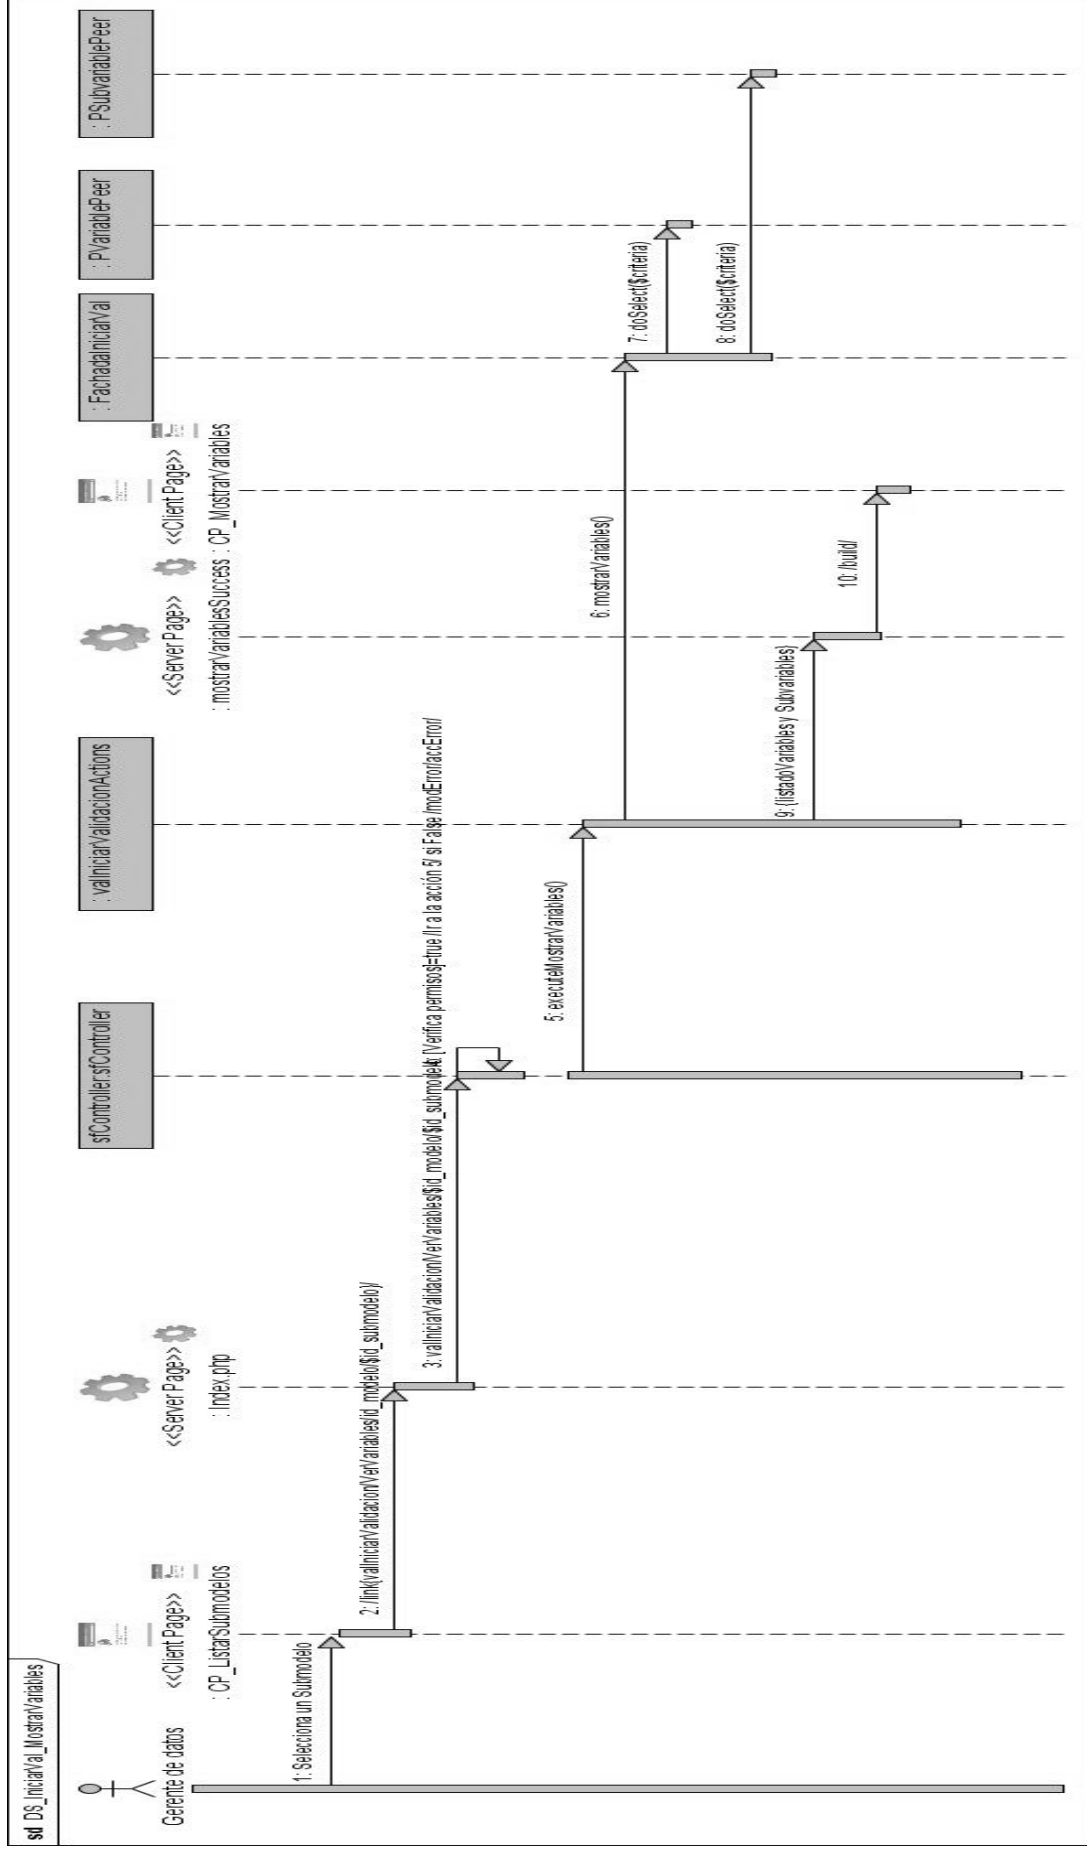 sd DS_IniciarVal_MostrarVariables
Gerente de datos
<<Client Page>>
: CP_ListarSubmodelos
<<Server Page>>
: Index.php
sfController:sfController
: valIniciarValidacionActions
<<Server Page>>
: mostrarVariablesSuccess
<<Client Page>>
: CP_MostrarVariables
: FachadaIniciarVal
: PVariablePeer
: PSubvariablePeer
1: Selecciona un Submodelo
2: /link{valIniciarValidacion/VerVariables/id_modelo/$id_submodelo}/
3: valIniciarValidacion/VerVariables/$id_modelo/$id_submodelo
[Verifica permisos]=true /Ir a la acción 5/ si False /modError/accError/
5: executeMostrarVariables()
6: mostrarVariables()
7: doSelect($criteria)
8: doSelect($criteria)
9: {listadoVariables y Subvariables}
10: /build/